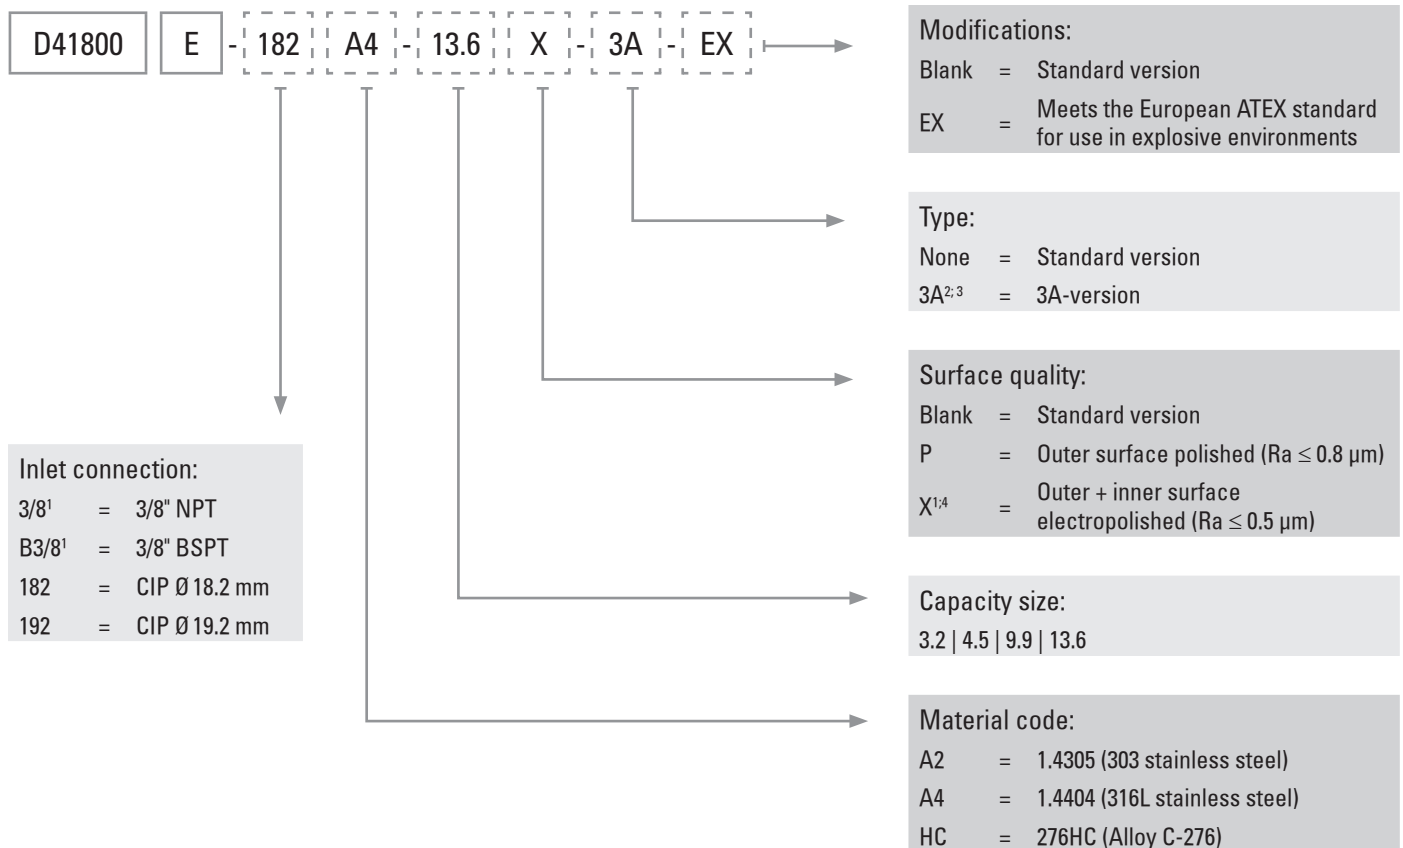 D41800 E - 182 A4 - 13.6 X - 3A - EX
Modifications:
Blank = Standard version
EX = Meets the European ATEX standard
for use in explosive environments
Type:
None = Standard version
3A²; ³ = 3A-version
Surface quality:
Blank = Standard version
P = Outer surface polished (Ra ≤ 0.8 µm)
X¹;⁴ = Outer + inner surface
electropolished (Ra ≤ 0.5 µm)
Inlet connection:
3/8¹ = 3/8" NPT
B3/8¹ = 3/8" BSPT
182 = CIP Ø 18.2 mm
192 = CIP Ø 19.2 mm
Capacity size:
3.2 | 4.5 | 9.9 | 13.6
Material code:
A2 = 1.4305 (303 stainless steel)
A4 = 1.4404 (316L stainless steel)
HC = 276HC (Alloy C-276)